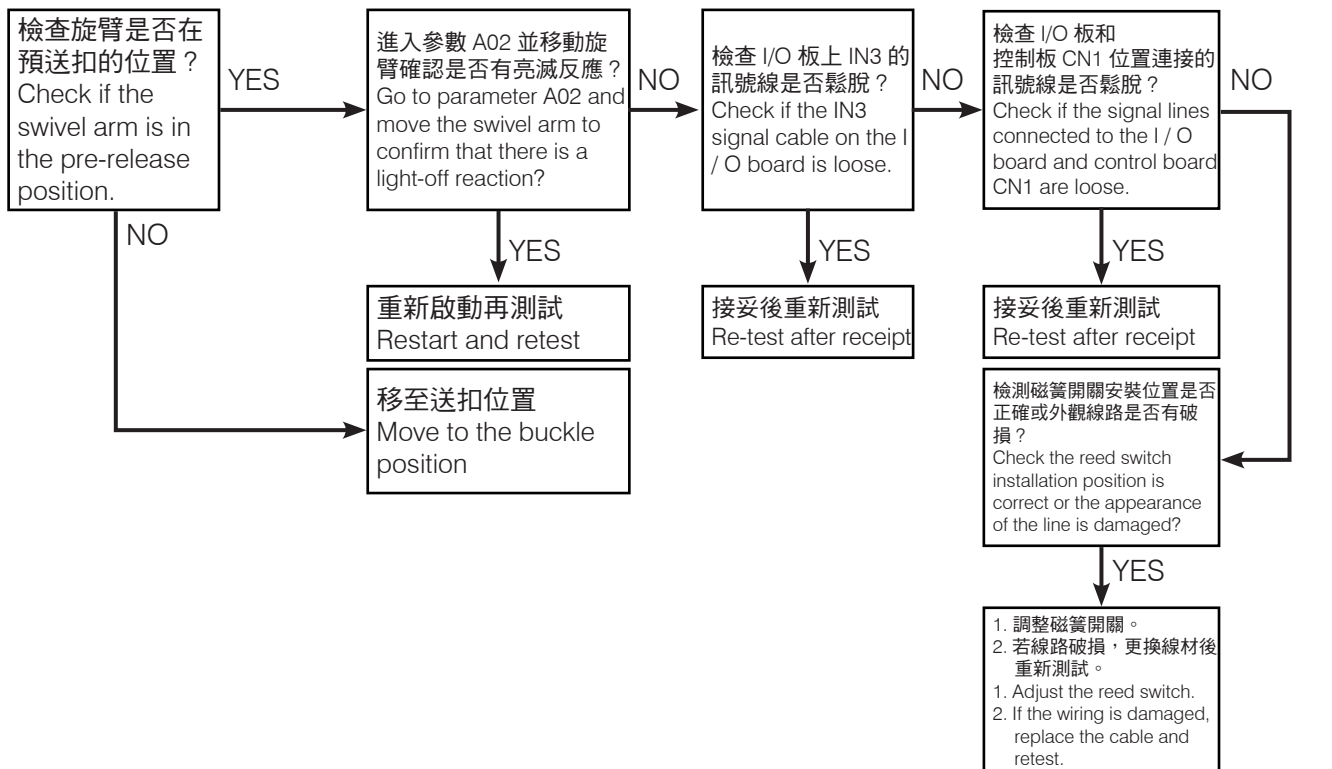 檢查旋臂是否在
預送扣的位置？
Check if the
swivel arm is in
the pre-release
position.
YES
NO
進入參數 A02 並移動旋
臂確認是否有亮滅反應？
Go to parameter A02 and
move the swivel arm to
confirm that there is a
light-off reaction?
NO
YES
重新啟動再測試
Restart and retest
移至送扣位置
Move to the buckle
position
檢查 I/O 板上 IN3 的
訊號線是否鬆脫？
Check if the IN3
signal cable on the I
/ O board is loose.
NO
YES
接妥後重新測試
Re-test after receipt
檢查 I/O 板和
控制板 CN1 位置連接的
訊號線是否鬆脫？
Check if the signal lines
connected to the I / O
board and control board
CN1 are loose.
NO
YES
接妥後重新測試
Re-test after receipt
檢測磁簧開關安裝位置是否
正確或外觀線路是否有破
損？
Check the reed switch
installation position is
correct or the appearance
of the line is damaged?
YES
1. 調整磁簧開關。
2. 若線路破損，更換線材後
重新測試。
1. Adjust the reed switch.
2. If the wiring is damaged,
replace the cable and
retest.